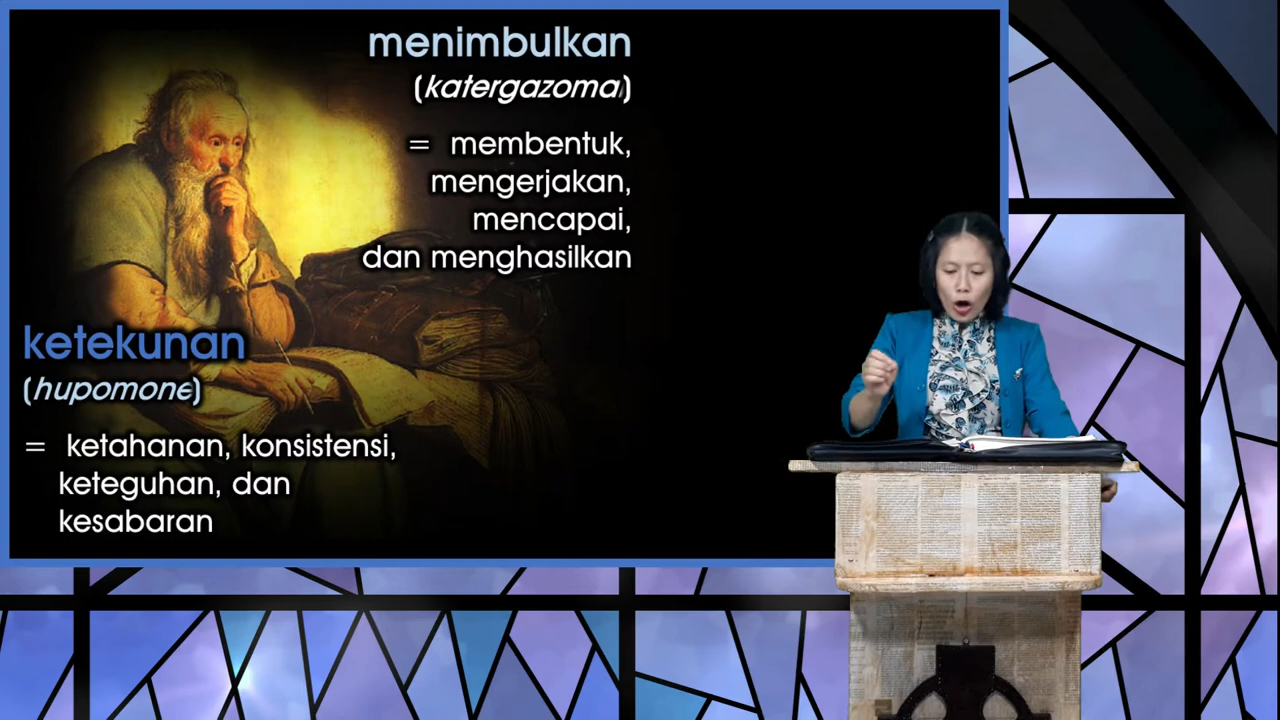 menimbulkan
(katergazomai)
= membentuk,
mengerjakan,
mencapai,
dan menghasilkan
ketekunan
(hupomone)
= ketahanan, konsistensi,
keteguhan, dan
kesabaran